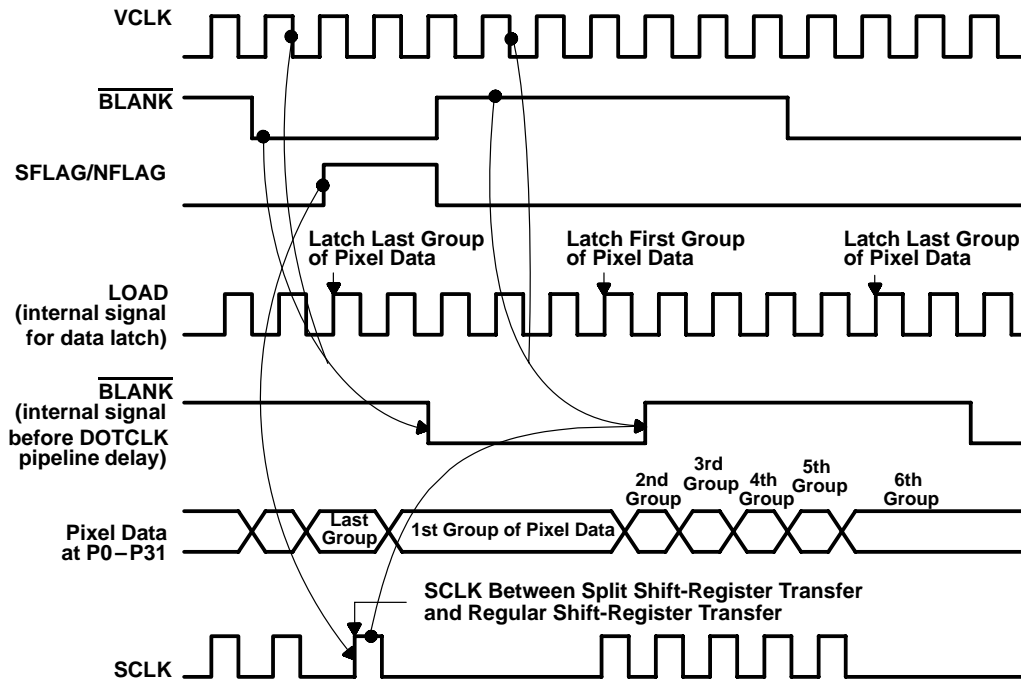 VCLK
BLANK
SFLAG/NFLAG
Latch Last Group
of Pixel Data
Latch First Group
of Pixel Data
Latch Last Group
of Pixel Data
LOAD
(internal signal
for data latch)
BLANK
(internal signal
before DOTCLK
pipeline delay)
Pixel Data
at P0–P31
Last
Group
1st Group of Pixel Data
2nd
Group
3rd
Group
4th
Group
5th
Group
6th
Group
SCLK Between Split Shift-Register Transfer
and Regular Shift-Register Transfer
SCLK